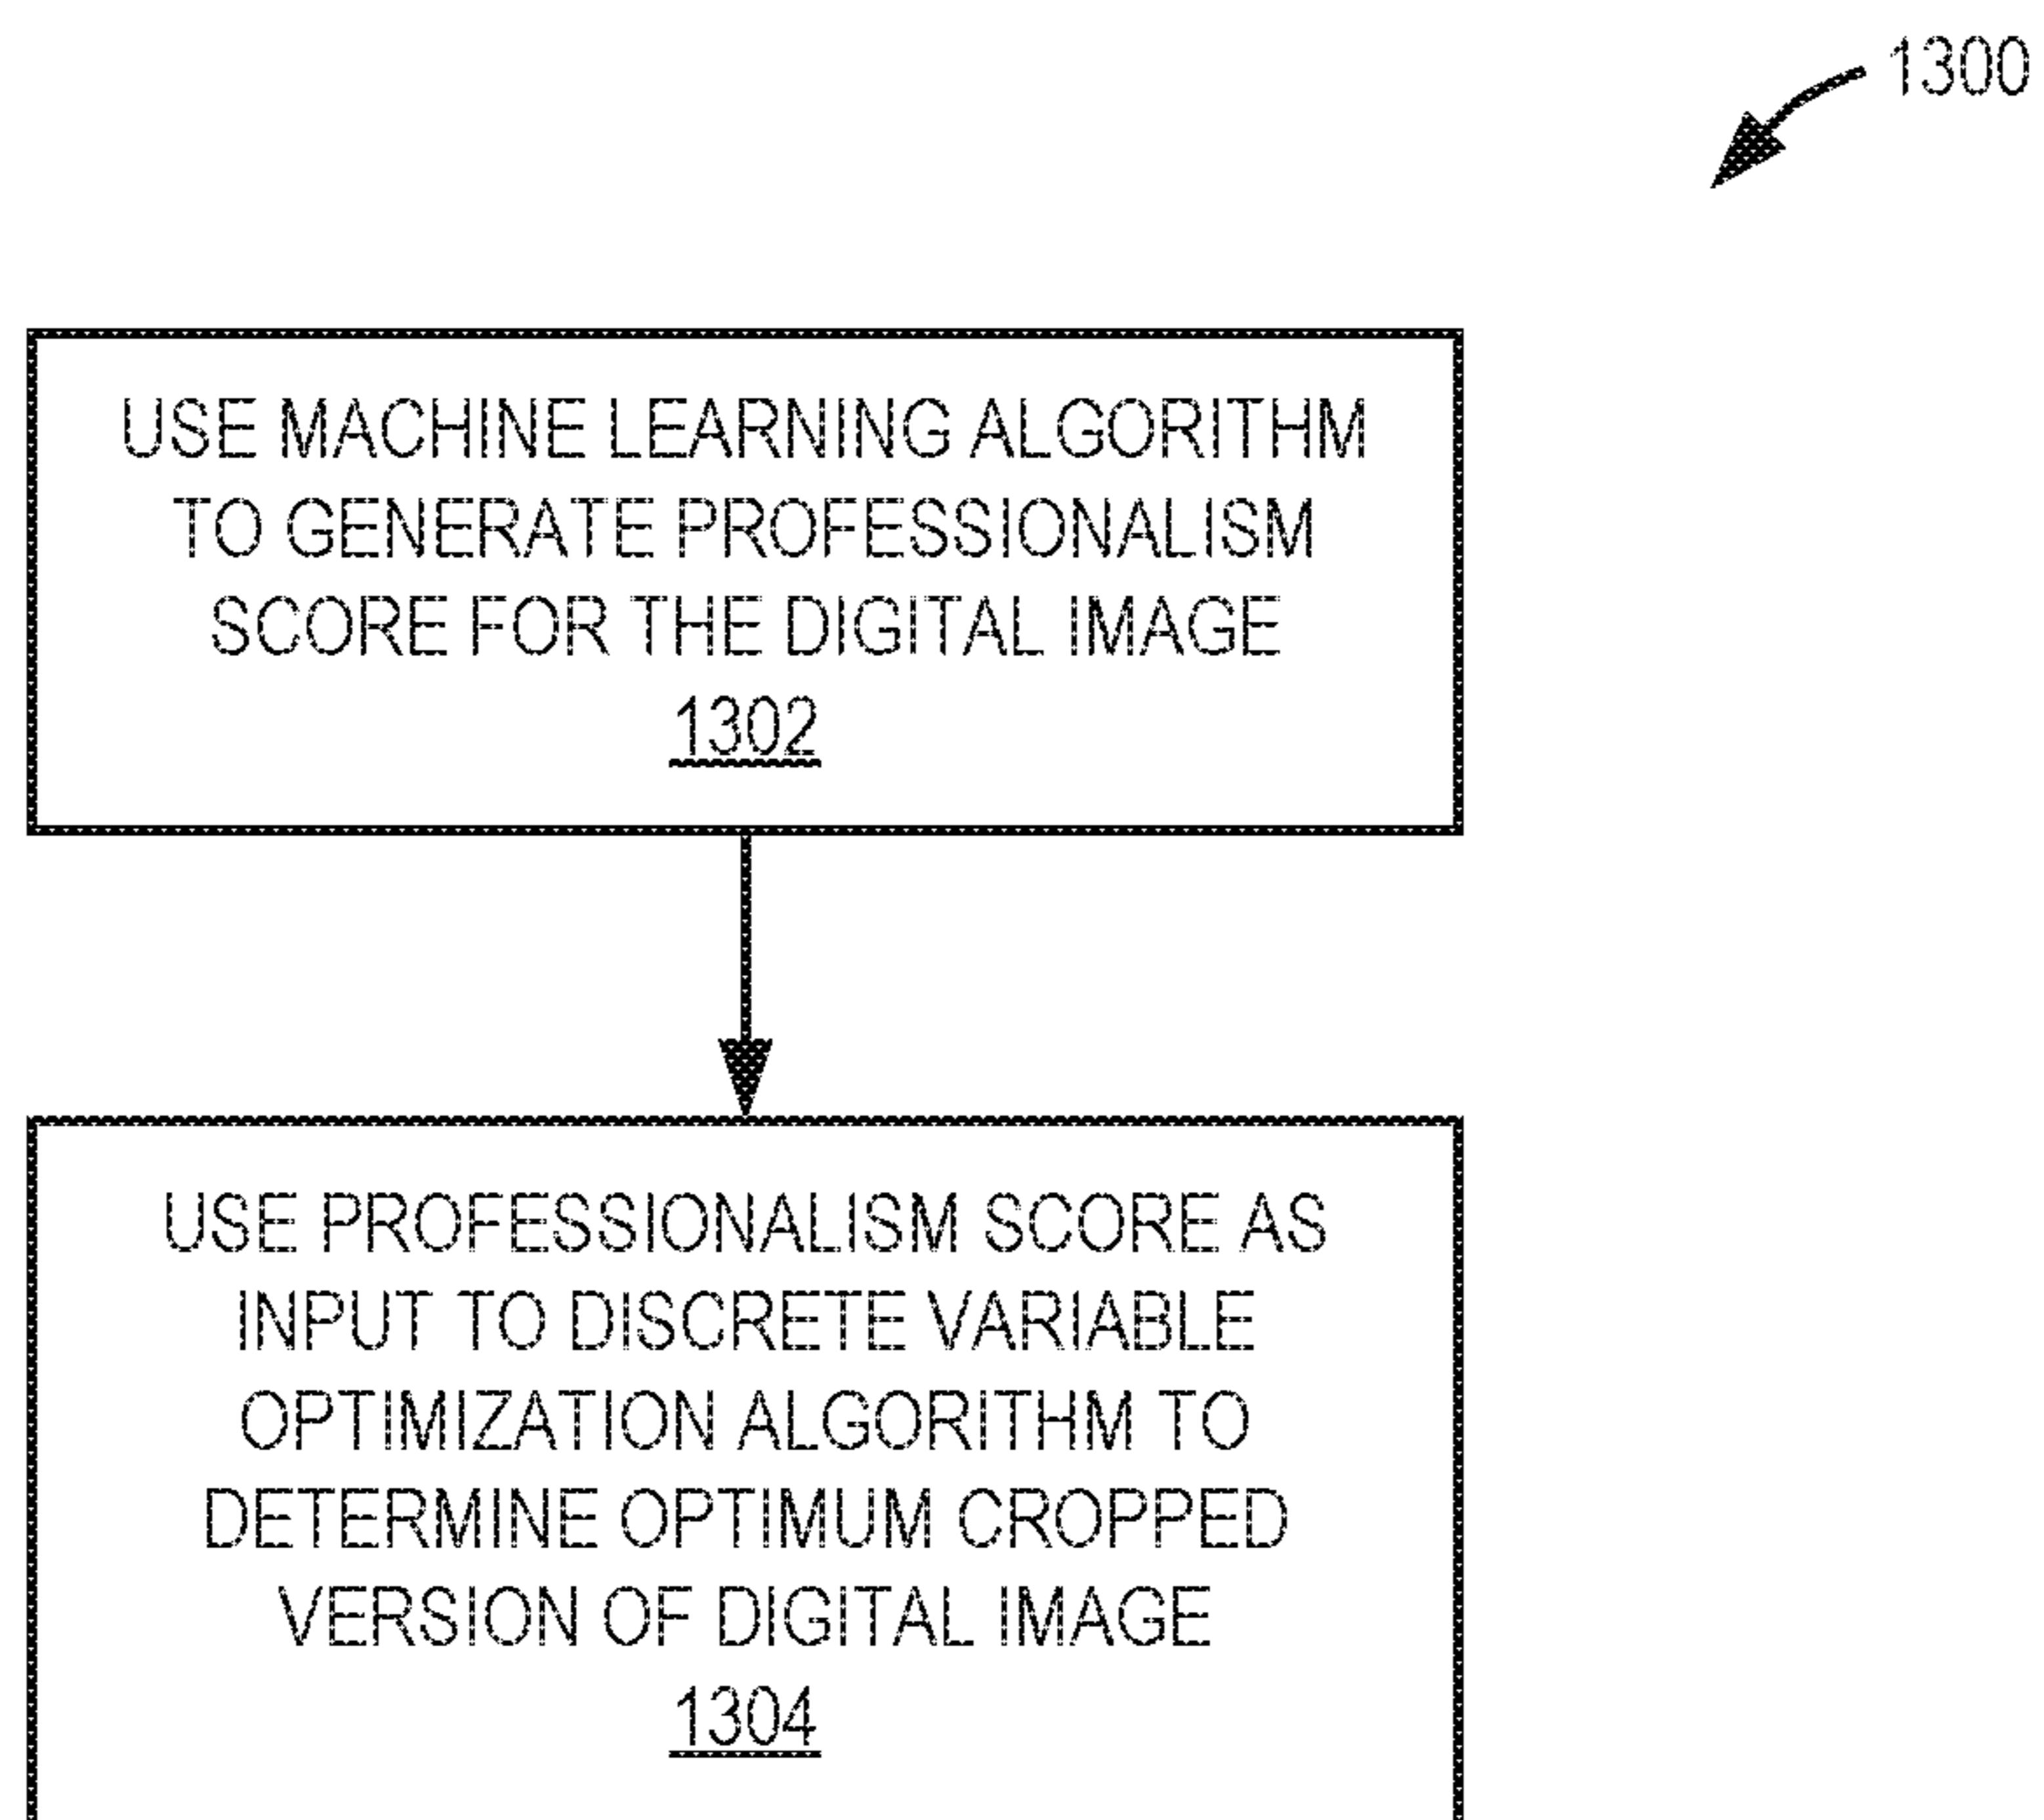 1300
USE MACHINE LEARNING ALGORITHM
TO GENERATE PROFESSIONALISM
SCORE FOR THE DIGITAL IMAGE
1302
USE PROFESSIONALISM SCORE AS
INPUT TO DISCRETE VARIABLE
OPTIMIZATION ALGORITHM TO
DETERMINE OPTIMUM CROPPED
VERSION OF DIGITAL IMAGE
1304